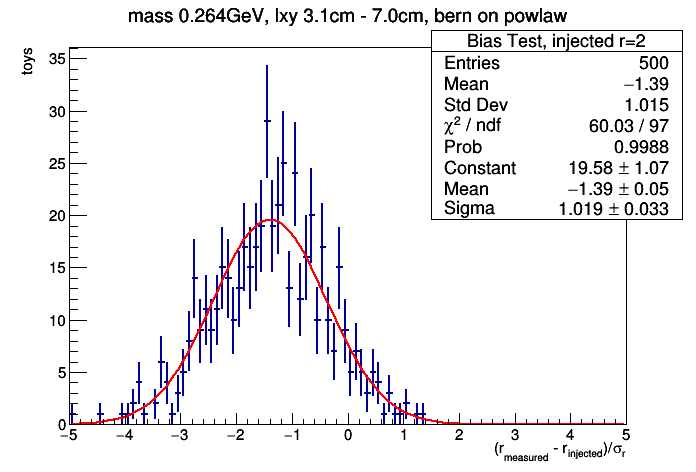 mass 0.264GeV, lxy 3.1cm - 7.0cm, bern on powlaw
Bias Test, injected r=2
Entries 500
Mean −1.39
Std Dev 1.015
χ² / ndf 60.03 / 97
Prob 0.9988
Constant 19.58 ± 1.07
Mean −1.39 ± 0.05
Sigma 1.019 ± 0.033
toys
35
30
25
20
15
10
5
0
−5 −4 −3 −2 −1 0 1 2 3 4 5
(r_measured - r_injected)/σ_r